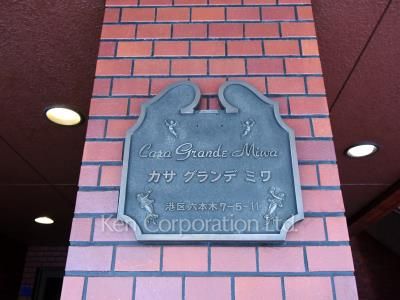 Casa Grande Miwa
カサ グランデ ミワ
港区六本木7-5-11
Ken Corporation Ltd.